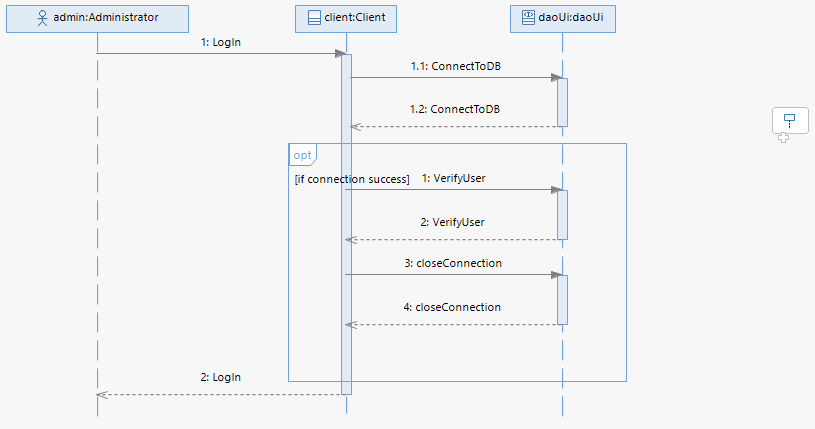 admin:Administrator
client:Client
daoUi:daoUi
1: LogIn
1.1: ConnectToDB
1.2: ConnectToDB
opt
[if connection success]
1: VerifyUser
2: VerifyUser
3: closeConnection
4: closeConnection
2: LogIn